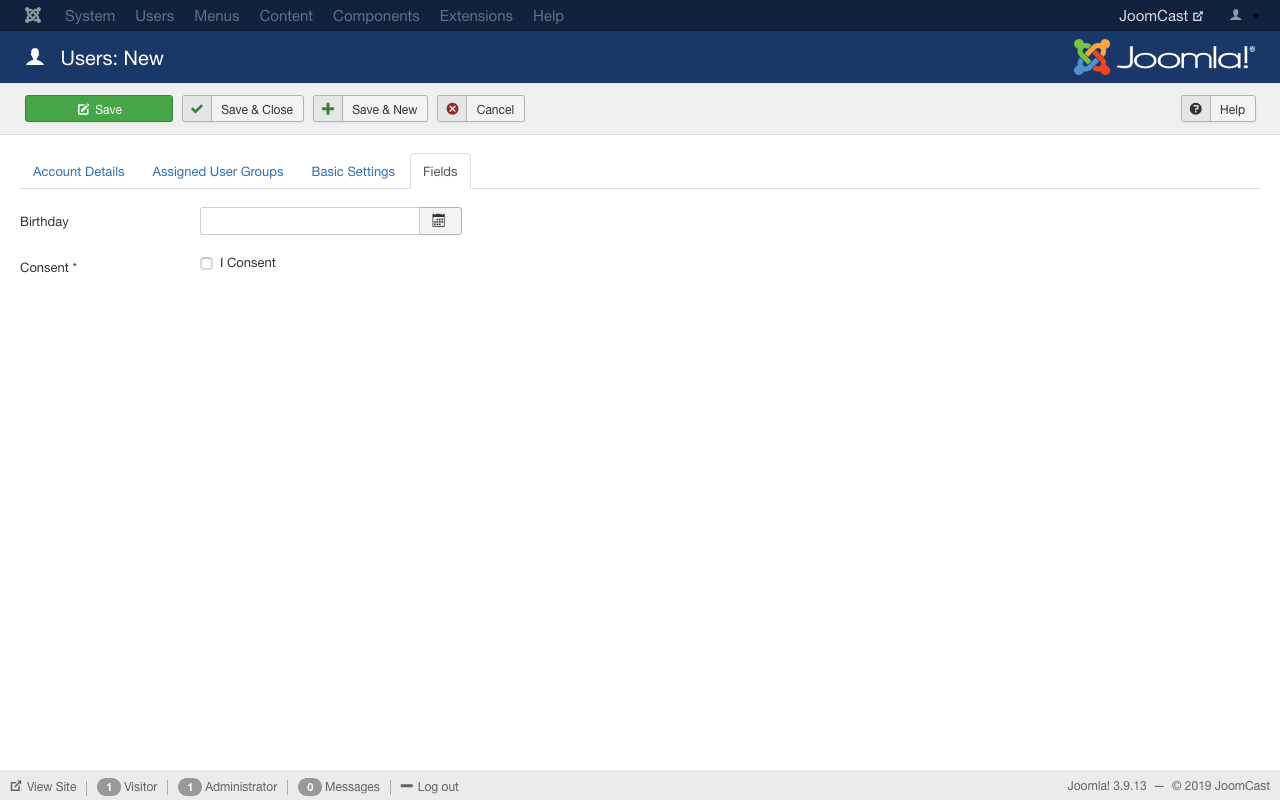 System Users Menus Content Components Extensions Help JoomCast
Users: New Joomla!®
Save Save & Close Save & New Cancel Help
Account Details Assigned User Groups Basic Settings Fields
Birthday
Consent * I Consent
View Site 1 Visitor 1 Administrator 0 Messages Log out Joomla! 3.9.13 — © 2019 JoomCast